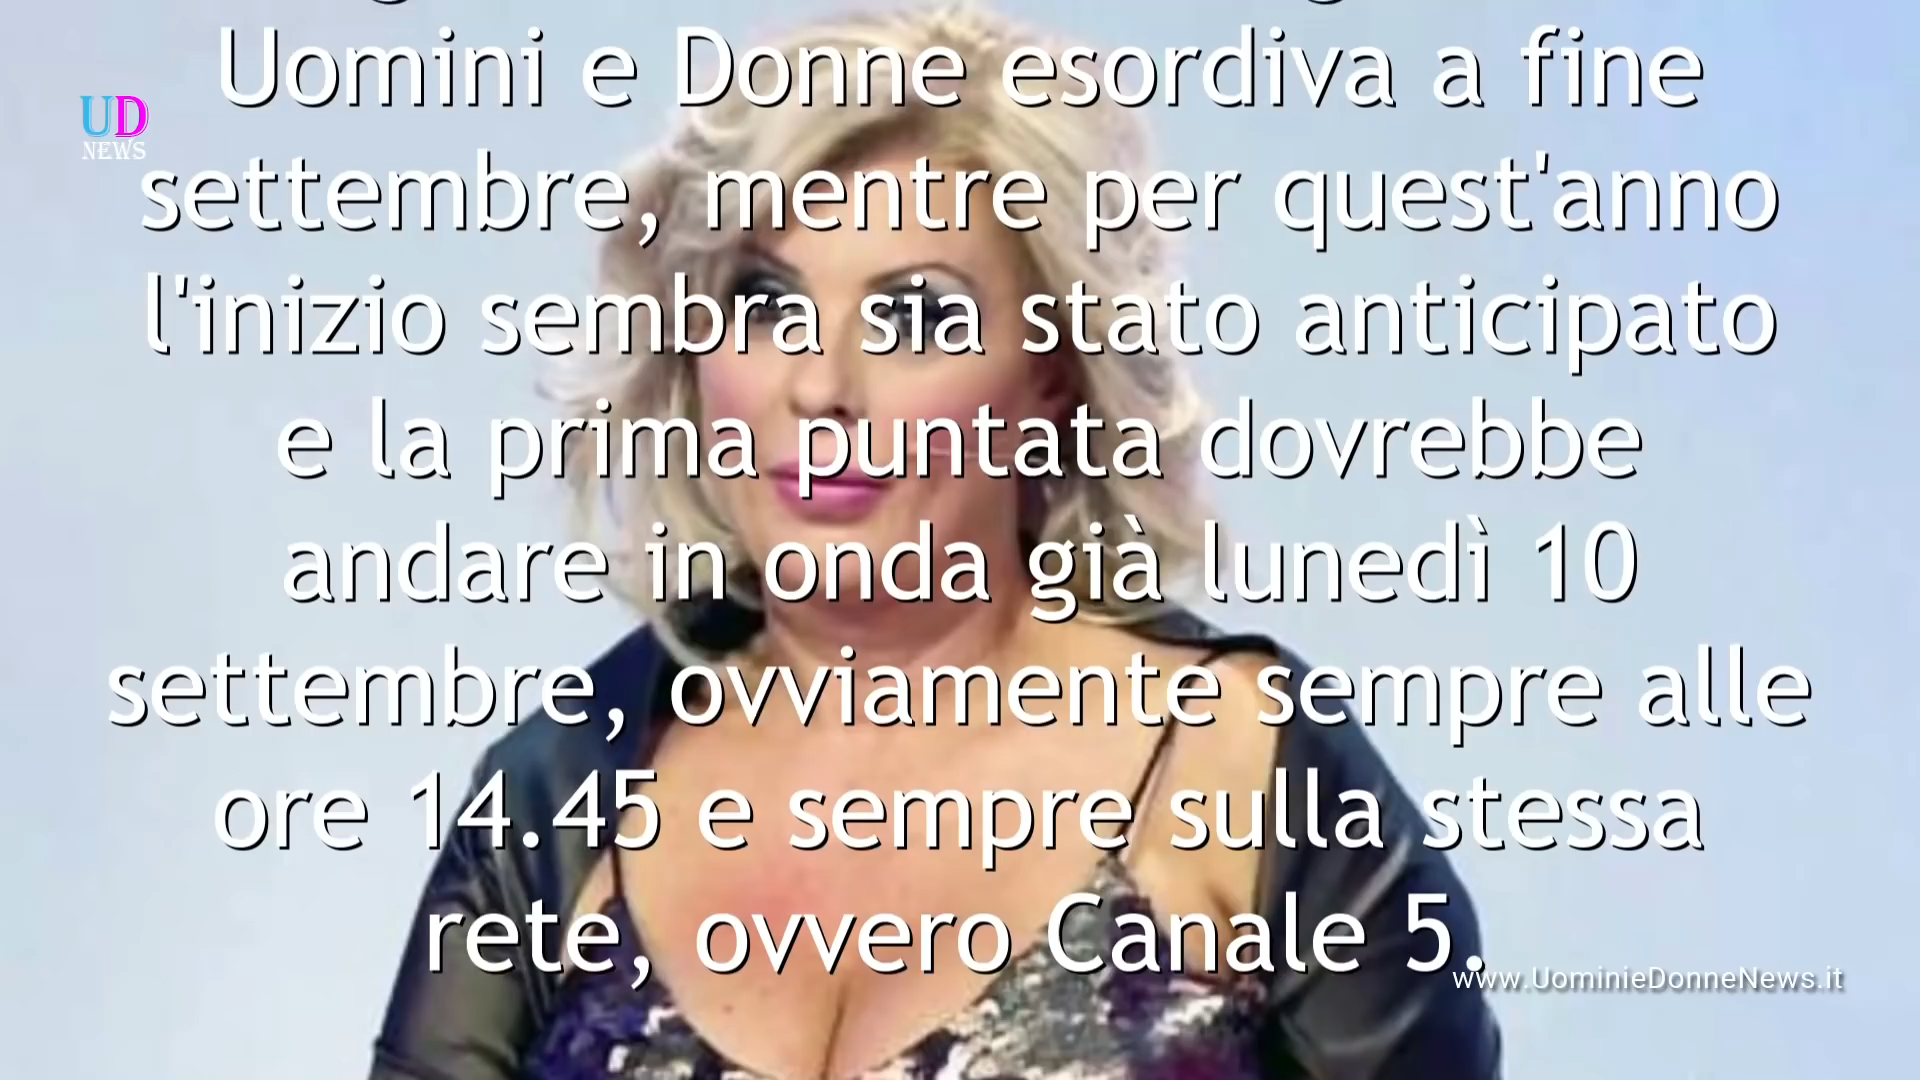 Uomini e Donne esordiva a fine
settembre, mentre per quest'anno
l'inizio sembra sia stato anticipato
e la prima puntata dovrebbe
andare in onda già lunedì 10
settembre, ovviamente sempre alle
ore 14.45 e sempre sulla stessa
rete, ovvero Canale 5.
UD
NEWS
www.UominieDonneNews.it